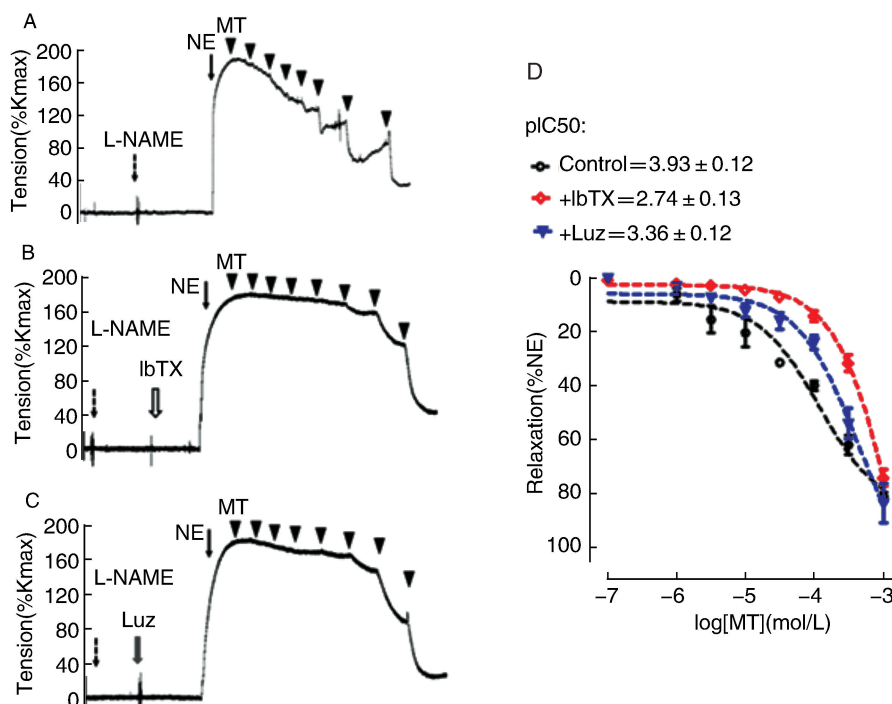 A
MT
NE
L-NAME
Tension(%Kmax)
200
160
120
80
40
0
B
MT
NE
L-NAME
IbTX
Tension(%Kmax)
200
160
120
80
40
0
C
MT
NE
L-NAME
Luz
Tension(%Kmax)
200
160
120
80
40
0
D
pIC50:
Control=3.93±0.12
+IbTX=2.74±0.13
+Luz=3.36±0.12
Relaxation(%NE)
0
20
40
60
80
100
−7 −6 −5 −4 −3
log[MT](mol/L)